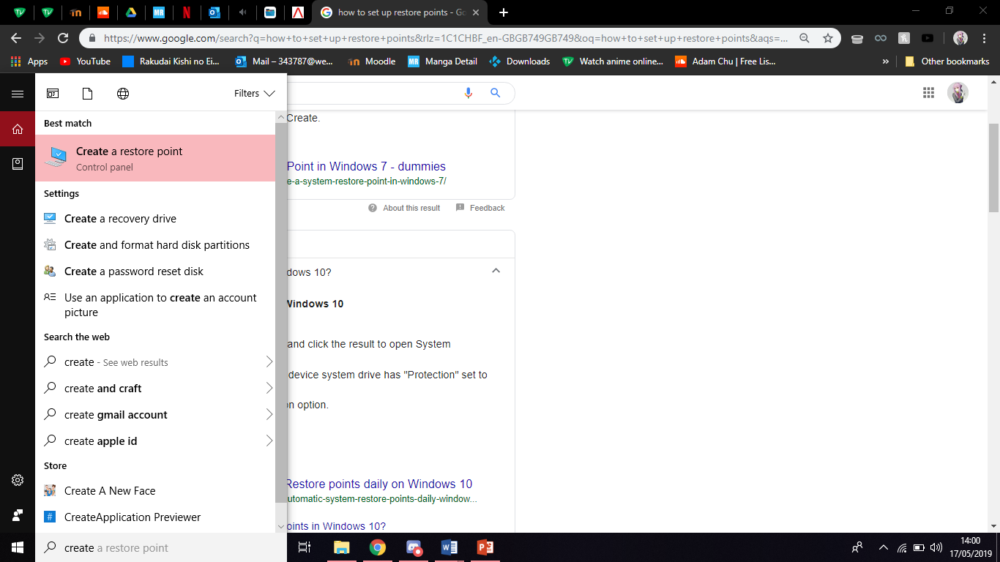 how to set up restore points - Go
https://www.google.com/search?q=how+to+set+up+restore+points&rlz=1C1CHBF_en-GBGB749GB749&oq=how+to+set+up+restore+points&aqs=...
Apps
YouTube
Rakudai Kishi no Ei...
Mail – 343787@we...
Moodle
Manga Detail
Downloads
Watch anime online...
Adam Chu | Free Lis...
»
Other bookmarks
Filters
Best match
Create a restore point
Control panel
Settings
Create a recovery drive
Create and format hard disk partitions
Create a password reset disk
Use an application to create an account
picture
Search the web
create - See web results
create and craft
create gmail account
create apple id
Store
Create A New Face
CreateApplication Previewer
create a restore point
Create.
Point in Windows 7 - dummies
e-a-system-restore-point-in-windows-7/
About this result
Feedback
dows 10?
Windows 10
and click the result to open System
device system drive has "Protection" set to
on option.
Restore points daily on Windows 10
utomatic-system-restore-points-daily-window...
oints in Windows 10?
14:00
17/05/2019